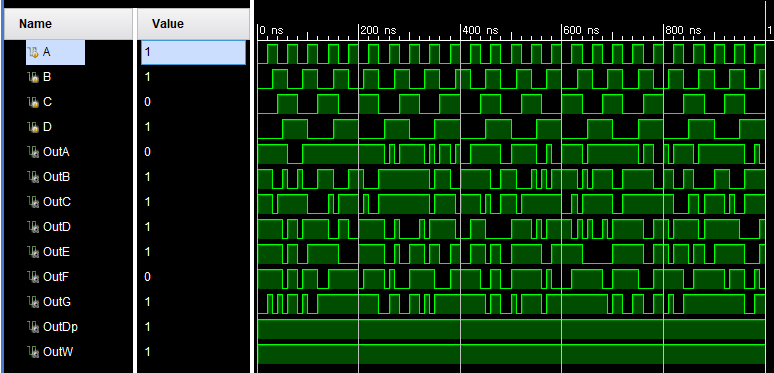 Name Value
0 ns 200 ns 400 ns 600 ns 800 ns 1
A 1
B 1
C 0
D 1
OutA 0
OutB 1
OutC 1
OutD 1
OutE 1
OutF 0
OutG 1
OutDp 1
OutW 1